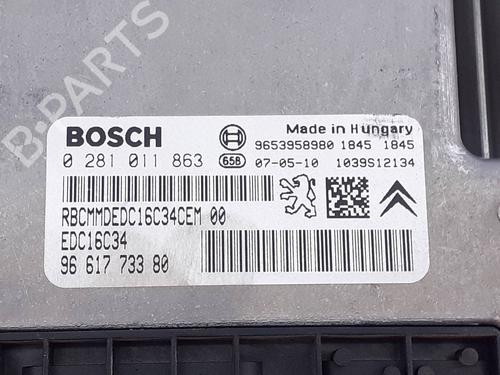 B-PARTS
BOSCH
Made in Hungary
9653958980 1845 1845
0 281 011 863
658 07-05-10 1039S12134
RBCMMDEDC16C34CEM 00
EDC16C34
96 617 733 80